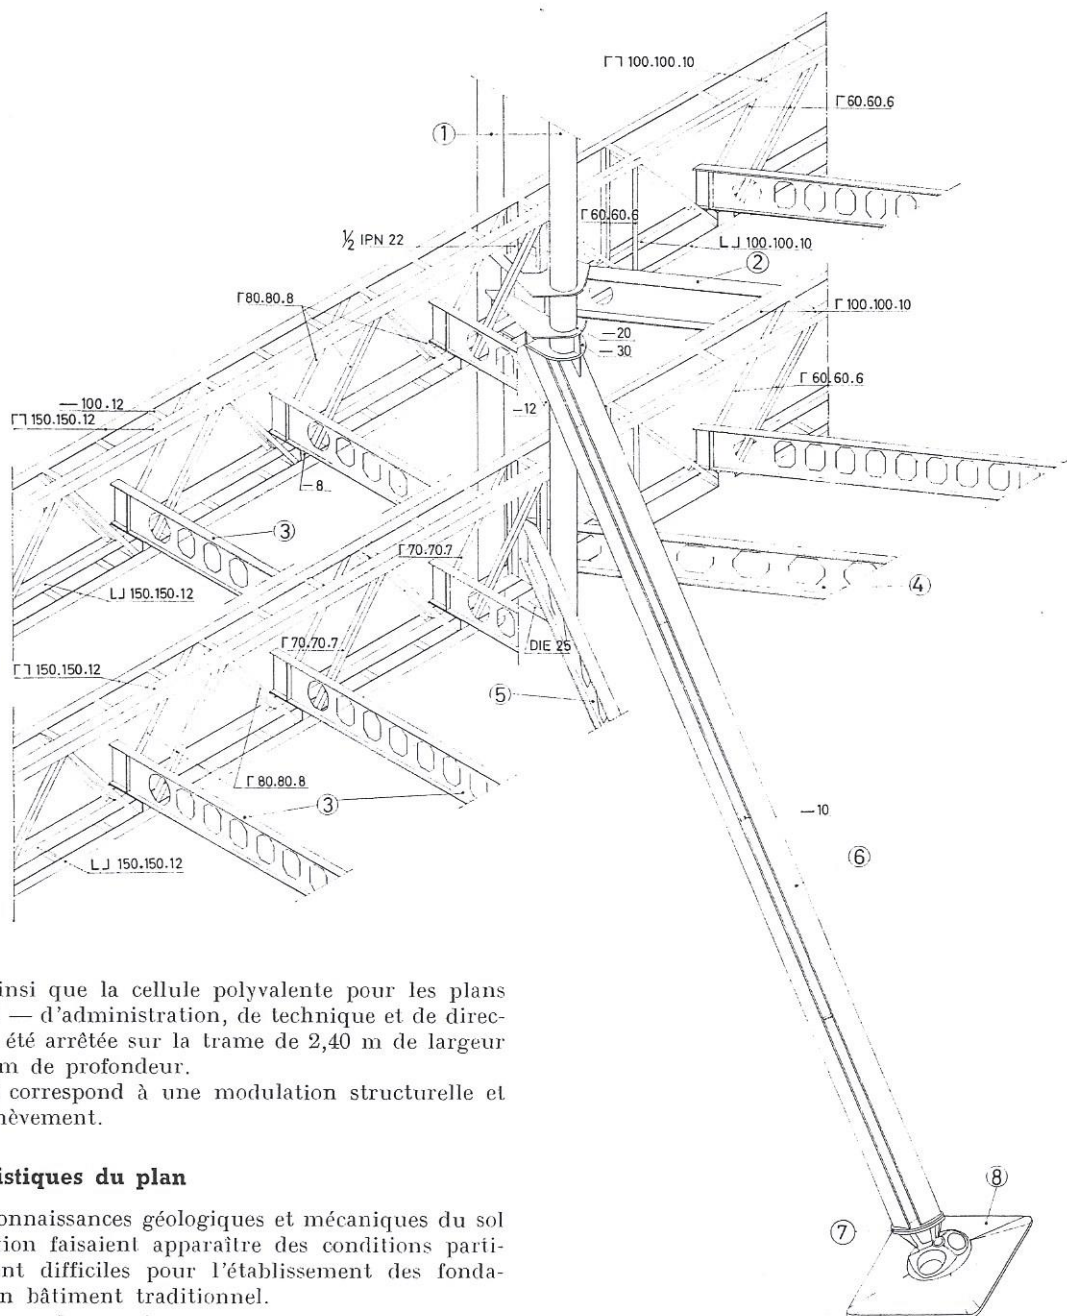 ⅂⅂ 100.100.10
Γ 60.60.6
①
Γ 60.60.6
½ IPN 22
L⅃ 100.100.10
②
Γ 80.80.8
Γ 100.100.10
—20
—30
Γ 60.60.6
—100.12
—12
Γ⅂ 150.150.12
—8
③
Γ 70.70.7
④
L⅃ 150.150.12
DIE 25
Γ 70.70.7
Γ⅂ 150.150.12
⑤
Γ 80.80.8
③
—10
⑥
L⅃ 150.150.12
insi que la cellule polyvalente pour les plans
— d'administration, de technique et de direc-
été arrêtée sur la trame de 2,40 m de largeur
m de profondeur.
correspond à une modulation structurelle et
hèvement.
istiques du plan
⑧
onnaissances géologiques et mécaniques du sol
⑦
tion faisaient apparaître des conditions parti-
nt difficiles pour l'établissement des fonda-
n bâtiment traditionnel.